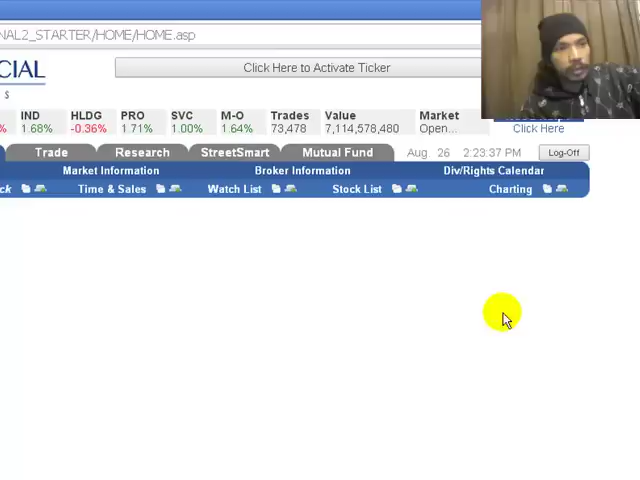 NAL2_STARTER/HOME/HOME.asp
CIAL
Click Here to Activate Ticker
S
IND HLDG PRO SVC M-O Trades Value Market
% 1.68% -0.36% 1.71% 1.00% 1.64% 73,478 7,114,578,480 Open... Click Here
Trade Research StreetSmart Mutual Fund Aug. 26 2:23:37 PM Log-Off
Market Information Broker Information Div/Rights Calendar
ck Time & Sales Watch List Stock List Charting